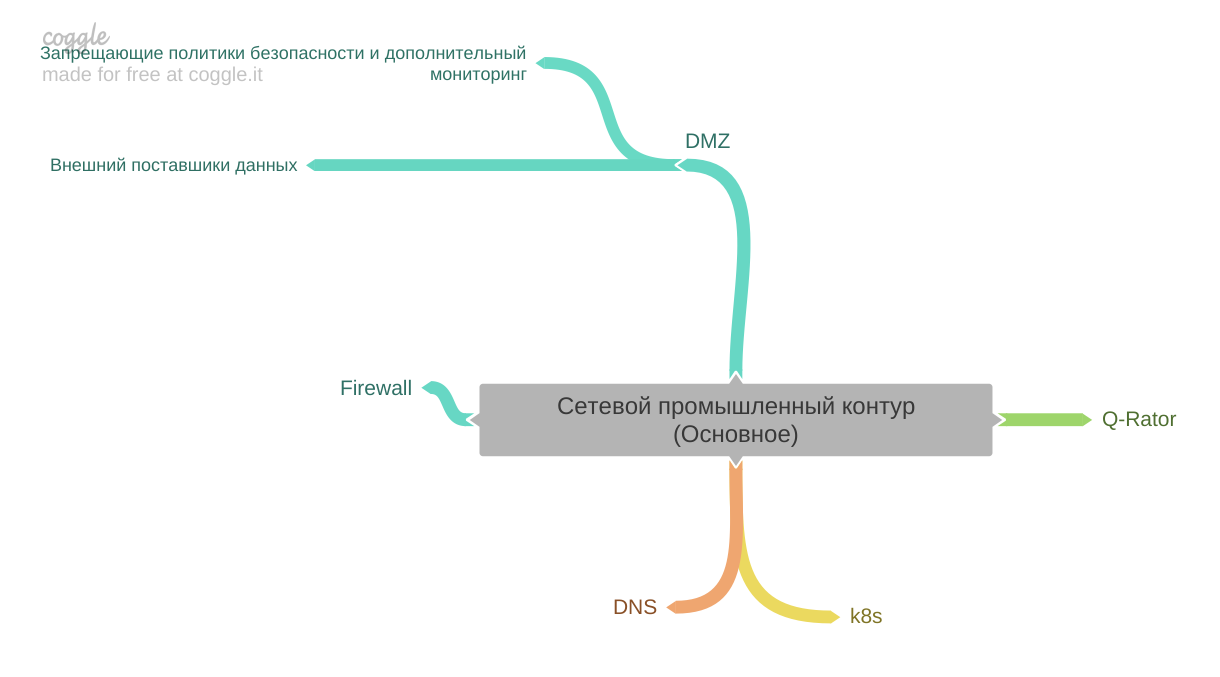 coggle
Запрещающие политики безопасности и дополнительный
made for free at coggle.it
мониторинг
DMZ
Внешний поставшики данных
Firewall
Сетевой промышленный контур
(Основное)
Q-Rator
DNS
k8s